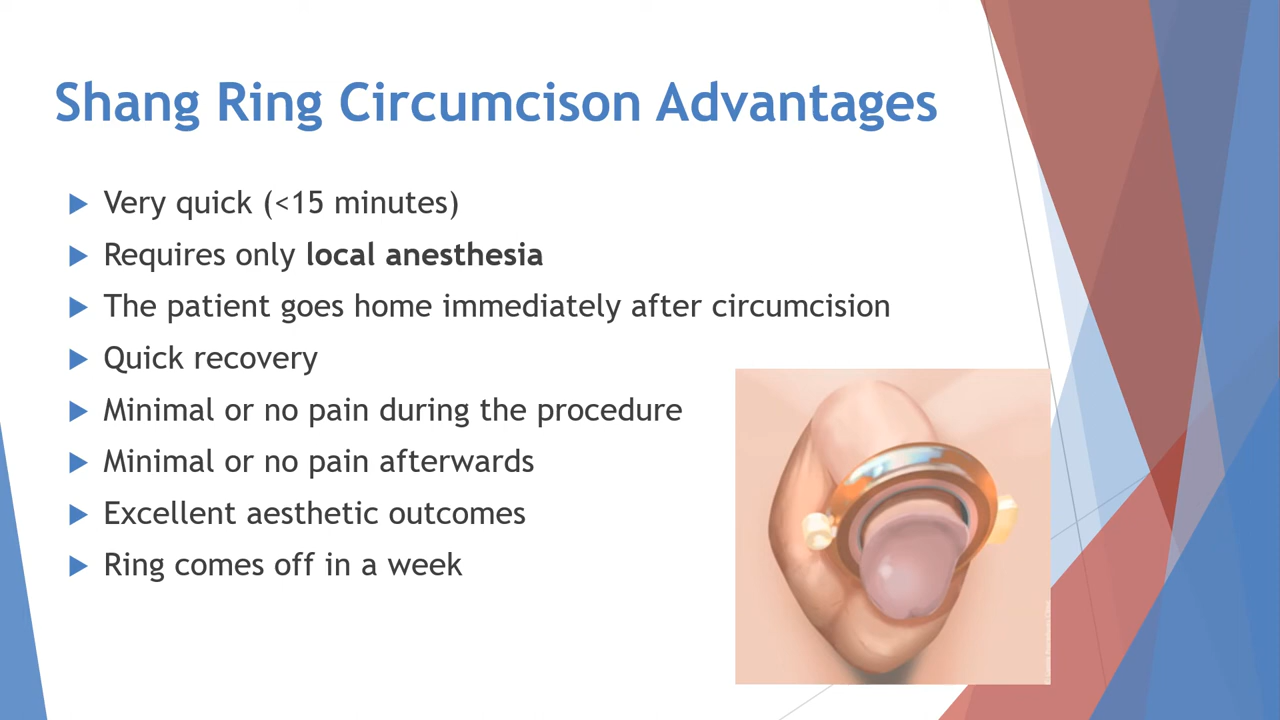 Shang Ring Circumcison Advantages
Very quick (<15 minutes)
Requires only local anesthesia
The patient goes home immediately after circumcision
Quick recovery
Minimal or no pain during the procedure
Minimal or no pain afterwards
Excellent aesthetic outcomes
Ring comes off in a week